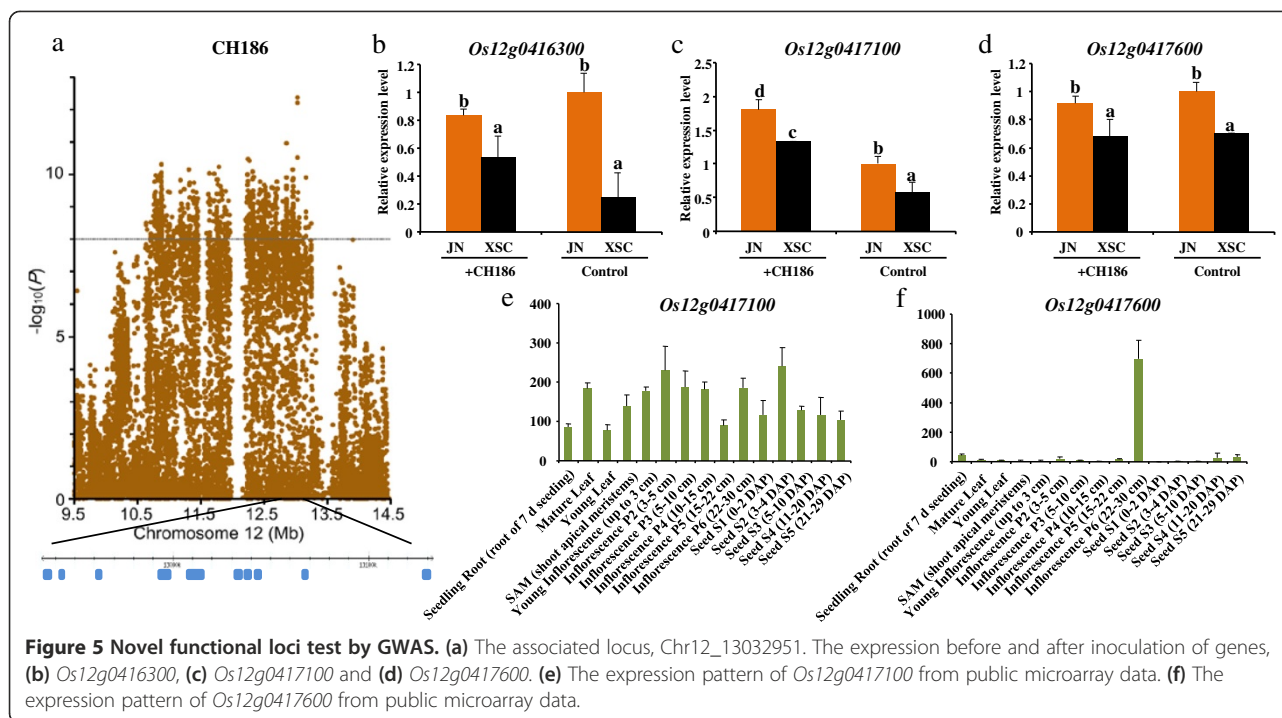 a
CH186
10
5
0
-log10(P)
9.5 10.5 11.5 12.5 13.5 14.5
Chromosome 12 (Mb)
b
Os12g0416300
Relative expression level
1.2
1
0.8
0.6
0.4
0.2
0
b a b a
JN XSC JN XSC
+CH186 Control
c
Os12g0417100
Relative expression level
2.5
2
1.5
1
0.5
0
d c b a
JN XSC JN XSC
+CH186 Control
d
Os12g0417600
Relative expression level
1.2
1
0.8
0.6
0.4
0.2
0
b a b a
JN XSC JN XSC
+CH186 Control
e
Os12g0417100
400
300
200
100
0
Seedling Root (root of 7 d seeding)
Mature Leaf
Young Leaf
SAM (shoot apical meristems)
Young Inflorescence (up to 3 cm)
Inflorescence P2 (3-5 cm)
Inflorescence P3 (5-10 cm)
Inflorescence P4 (10-15 cm)
Inflorescence P5 (15-22 cm)
Inflorescence P6 (22-30 cm)
Seed S1 (0-2 DAP)
Seed S2 (3-4 DAP)
Seed S3 (5-10 DAP)
Seed S4 (11-20 DAP)
Seed S5 (21-29 DAP)
f
Os12g0417600
1000
800
600
400
200
0
Seedling Root (root of 7 d seeding)
Mature Leaf
Young Leaf
SAM (shoot apical meristems)
Young Inflorescence (up to 3 cm)
Inflorescence P2 (3-5 cm)
Inflorescence P3 (5-10 cm)
Inflorescence P4 (10-15 cm)
Inflorescence P5 (15-22 cm)
Inflorescence P6 (22-30 cm)
Seed S1 (0-2 DAP)
Seed S2 (3-4 DAP)
Seed S3 (5-10 DAP)
Seed S4 (11-20 DAP)
Seed S5 (21-29 DAP)
Figure 5 Novel functional loci test by GWAS. (a) The associated locus, Chr12_13032951. The expression before and after inoculation of genes,
(b) Os12g0416300, (c) Os12g0417100 and (d) Os12g0417600. (e) The expression pattern of Os12g0417100 from public microarray data. (f) The
expression pattern of Os12g0417600 from public microarray data.